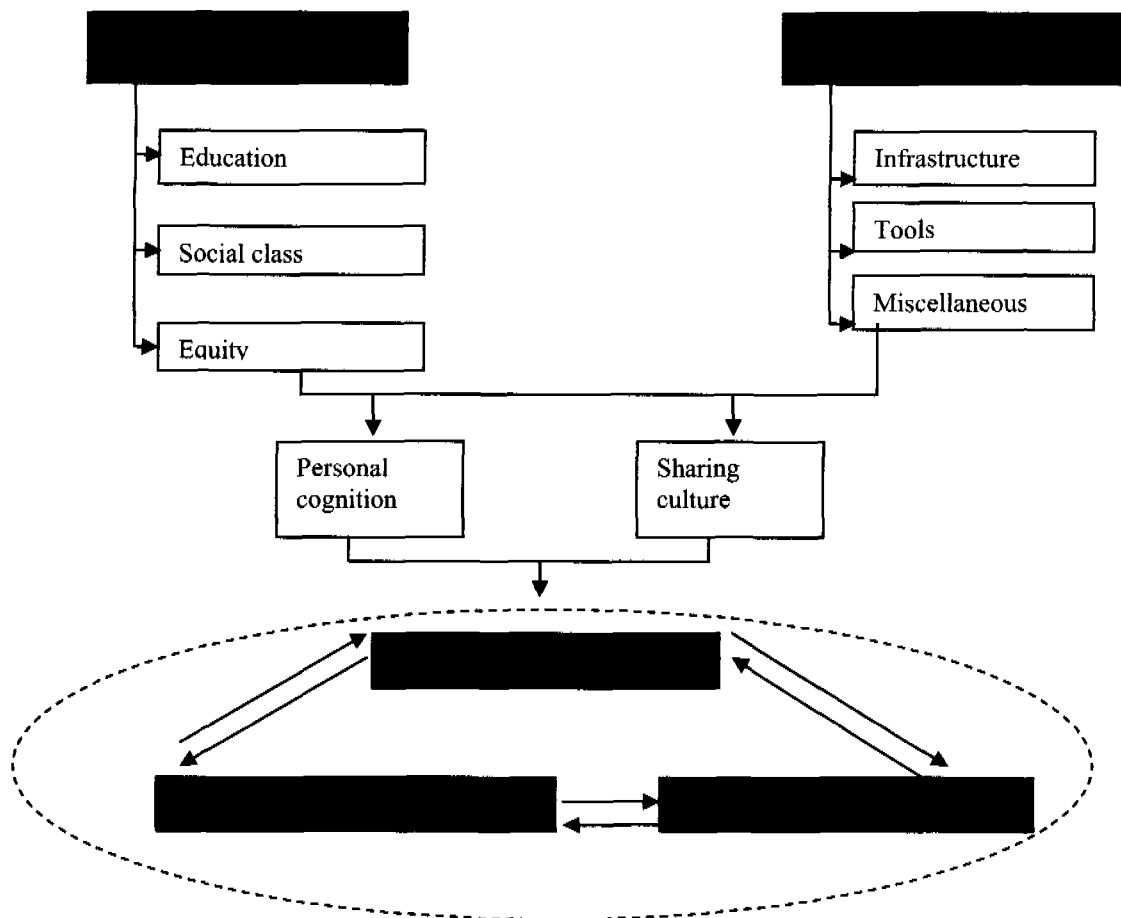 Education
Social class
Equity
Infrastructure
Tools
Miscellaneous
Personal
cognition
Sharing
culture